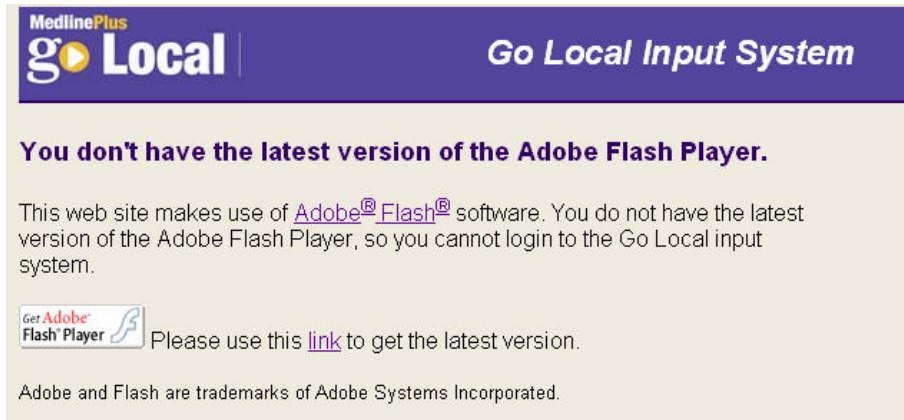 MedlinePlus
go Local
Go Local Input System
You don't have the latest version of the Adobe Flash Player.
This web site makes use of Adobe® Flash® software. You do not have the latest
version of the Adobe Flash Player, so you cannot login to the Go Local input
system.
Get Adobe®
Flash® Player
Please use this link to get the latest version.
Adobe and Flash are trademarks of Adobe Systems Incorporated.